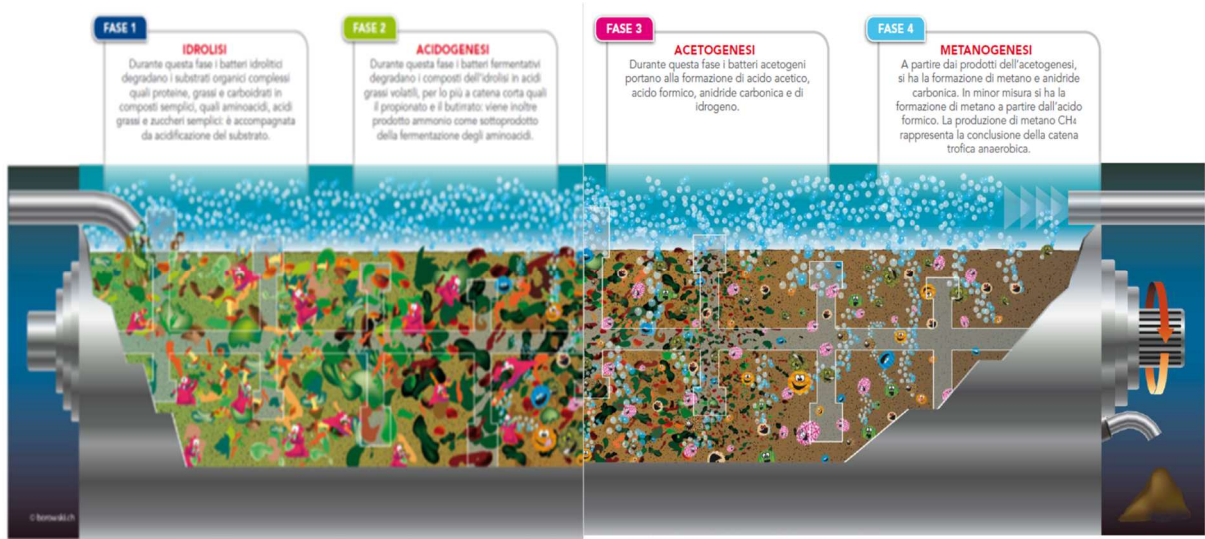 FASE 1
IDROLISI
Durante questa fase i batteri idrolitici
degradano i substrati organici complessi
quali proteine, grassi e carboidrati in
composti semplici, quali aminoacidi, acidi
grassi e zuccheri semplici: è accompagnata
da acidificazione del substrato.
FASE 2
ACIDOGENESI
Durante questa fase i batteri fermentativi
degradano i composti dell'idrolisi in acidi
grassi volatili, per lo più a catena corta quali
il propionato e il butirrato: viene inoltre
prodotto ammonio come sottoprodotto
della fermentazione degli aminoacidi.
FASE 3
ACETOGENESI
Durante questa fase i batteri acetogeni
portano alla formazione di acido acetico,
acido formico, anidride carbonica e di
idrogeno.
FASE 4
METANOGENESI
A partire dai prodotti dell'acetogenesi,
si ha la formazione di metano e anidride
carbonica. In minor misura si ha la
formazione di metano a partire dall'acido
formico. La produzione di metano CH₄
rappresenta la conclusione della catena
trofica anaerobica.
© borowski.ch